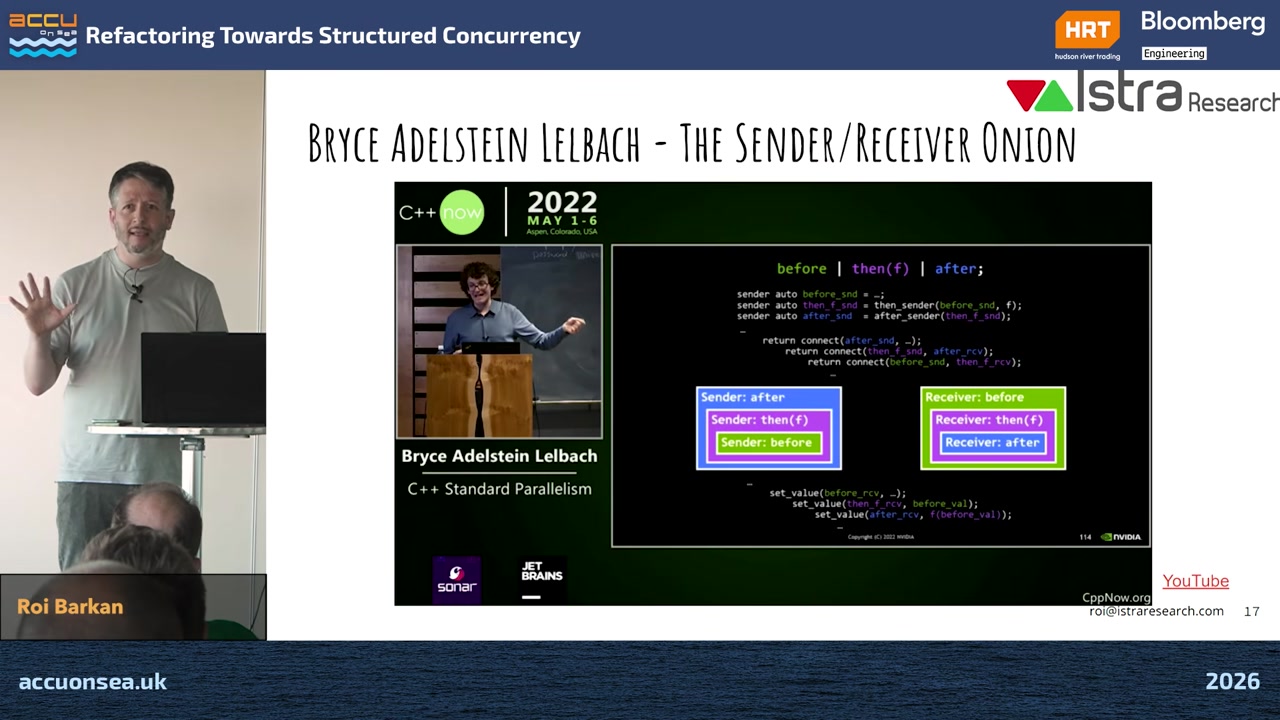 accu
on sea
Refactoring Towards Structured Concurrency
HRT
hudson river trading
Bloomberg
Engineering
Istra Research
BRYCE ADELSTEIN LELBACH - THE SENDER/RECEIVER ONION
C++ now
2022
MAY 1-6
Aspen, Colorado, USA
before | then(f) | after;
sender auto before_snd = …;
sender auto then_f_snd = then_sender(before_snd, f);
sender auto after_snd = after_sender(then_f_snd);
…
return connect(after_snd, …);
return connect(then_f_snd, after_rcv);
return connect(before_snd, then_f_rcv);
…
Sender: after
Sender: then(f)
Sender: before
Receiver: before
Receiver: then(f)
Receiver: after
…
set_value(before_rcv, …);
set_value(then_f_rcv, before_val);
set_value(after_rcv, f(before_val));
…
Copyright (C) 2022 NVIDIA
114
NVIDIA.
Bryce Adelstein Lelbach
C++ Standard Parallelism
sonar
JET
BRAINS
CppNow.org
YouTube
roi@istraresearch.com 17
Roi Barkan
accuonsea.uk
2026